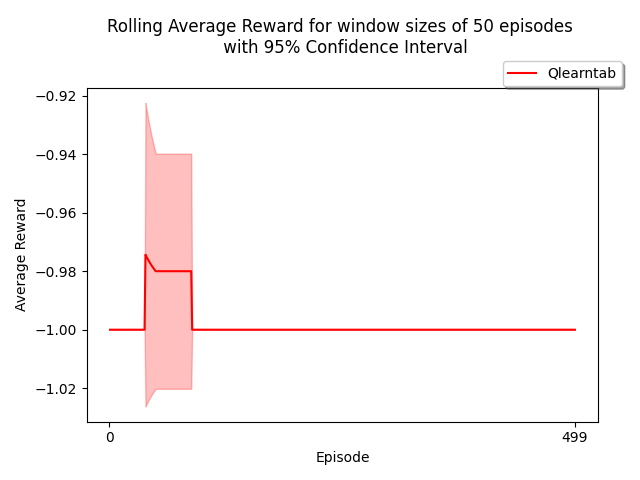 Rolling Average Reward for window sizes of 50 episodes
with 95% Confidence Interval
Qlearntab
−0.92
−0.94
−0.96
−0.98
−1.00
−1.02
Average Reward
0
499
Episode